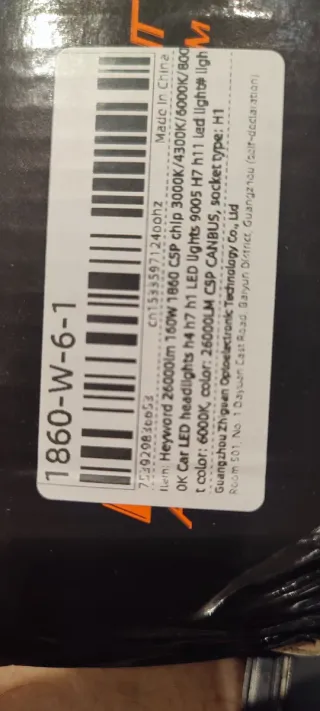 1860-W-6-1
cn1533597124oohz Made In China
Item: Heyword 26000lm 160W 1860 CSP chip 3000K/4300K/6000K/800
0K Car LED headlights h4 h7 h1 LED lights 9005 H7 h11 led light# ligh
t color: 6000K, color: 26000LM CSP CANBUS, socket type: H1
Guangzhou Zhiguan Optoelectronic Technology Co., Ltd
Room 501, No. 1 Dayuan East Road, Baiyun District, Guangzhou (self-declaration)